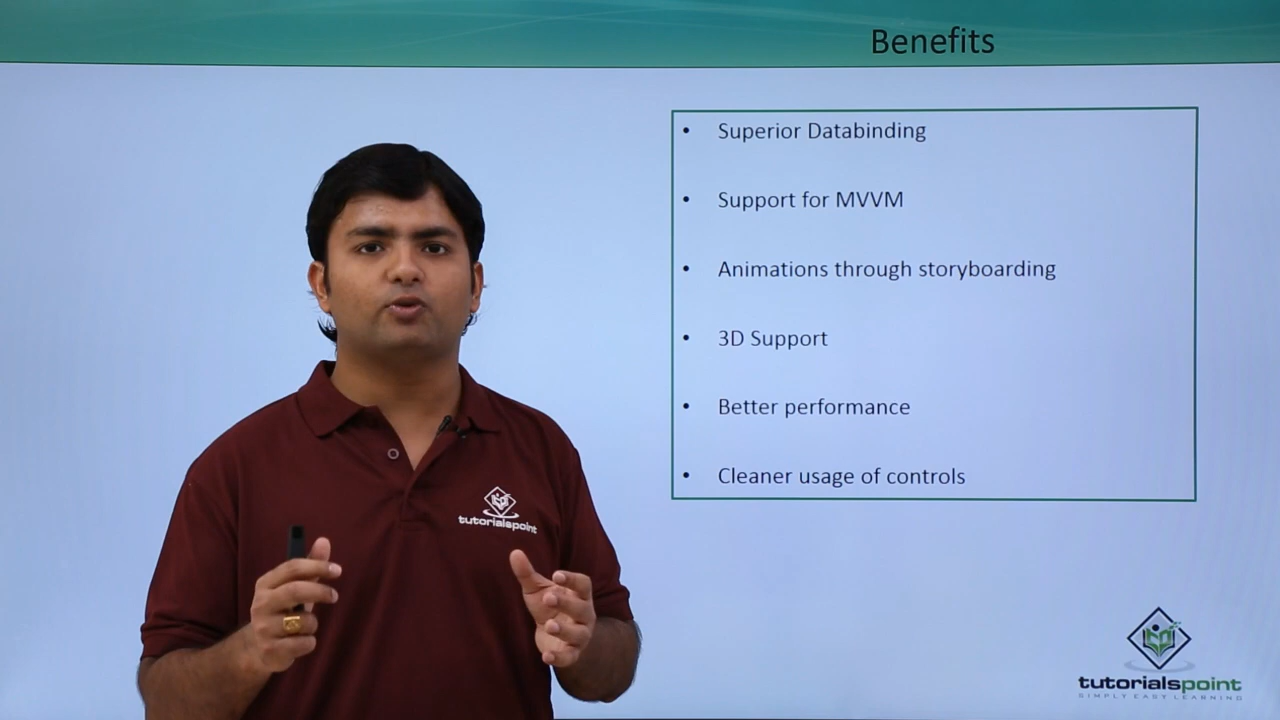 Benefits
• Superior Databinding
• Support for MVVM
• Animations through storyboarding
• 3D Support
• Better performance
• Cleaner usage of controls
tutorialspoint
tutorialspoint
SIMPLY EASY LEARNING